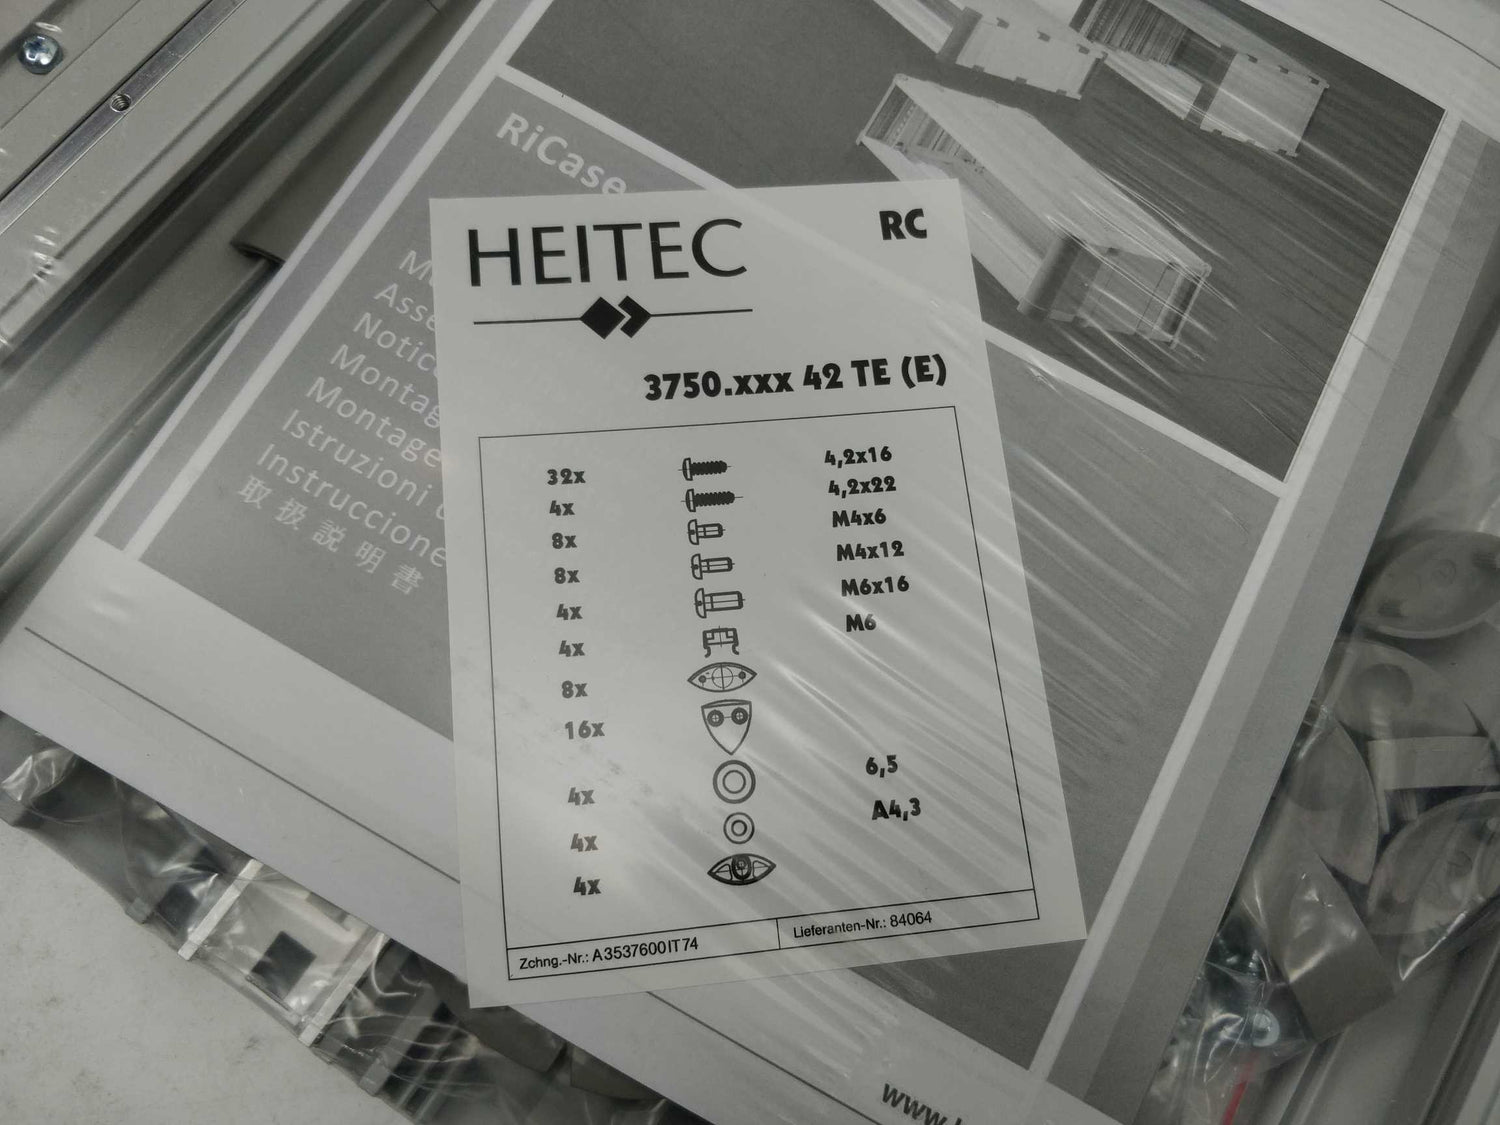 RiCase
HEITEC
RC
3750.xxx 42 TE (E)
32x 4,2x16
4x 4,2x22
8x M4x6
8x M4x12
4x M6x16
4x M6
8x
16x
4x 6,5
4x A4,3
4x
Zchng.-Nr.: A3537600IT74
Lieferanten-Nr.: 84064
M
Asse
Notic
Montag
Montage
Istruzioni
Instruccione
取扱説明書
www.